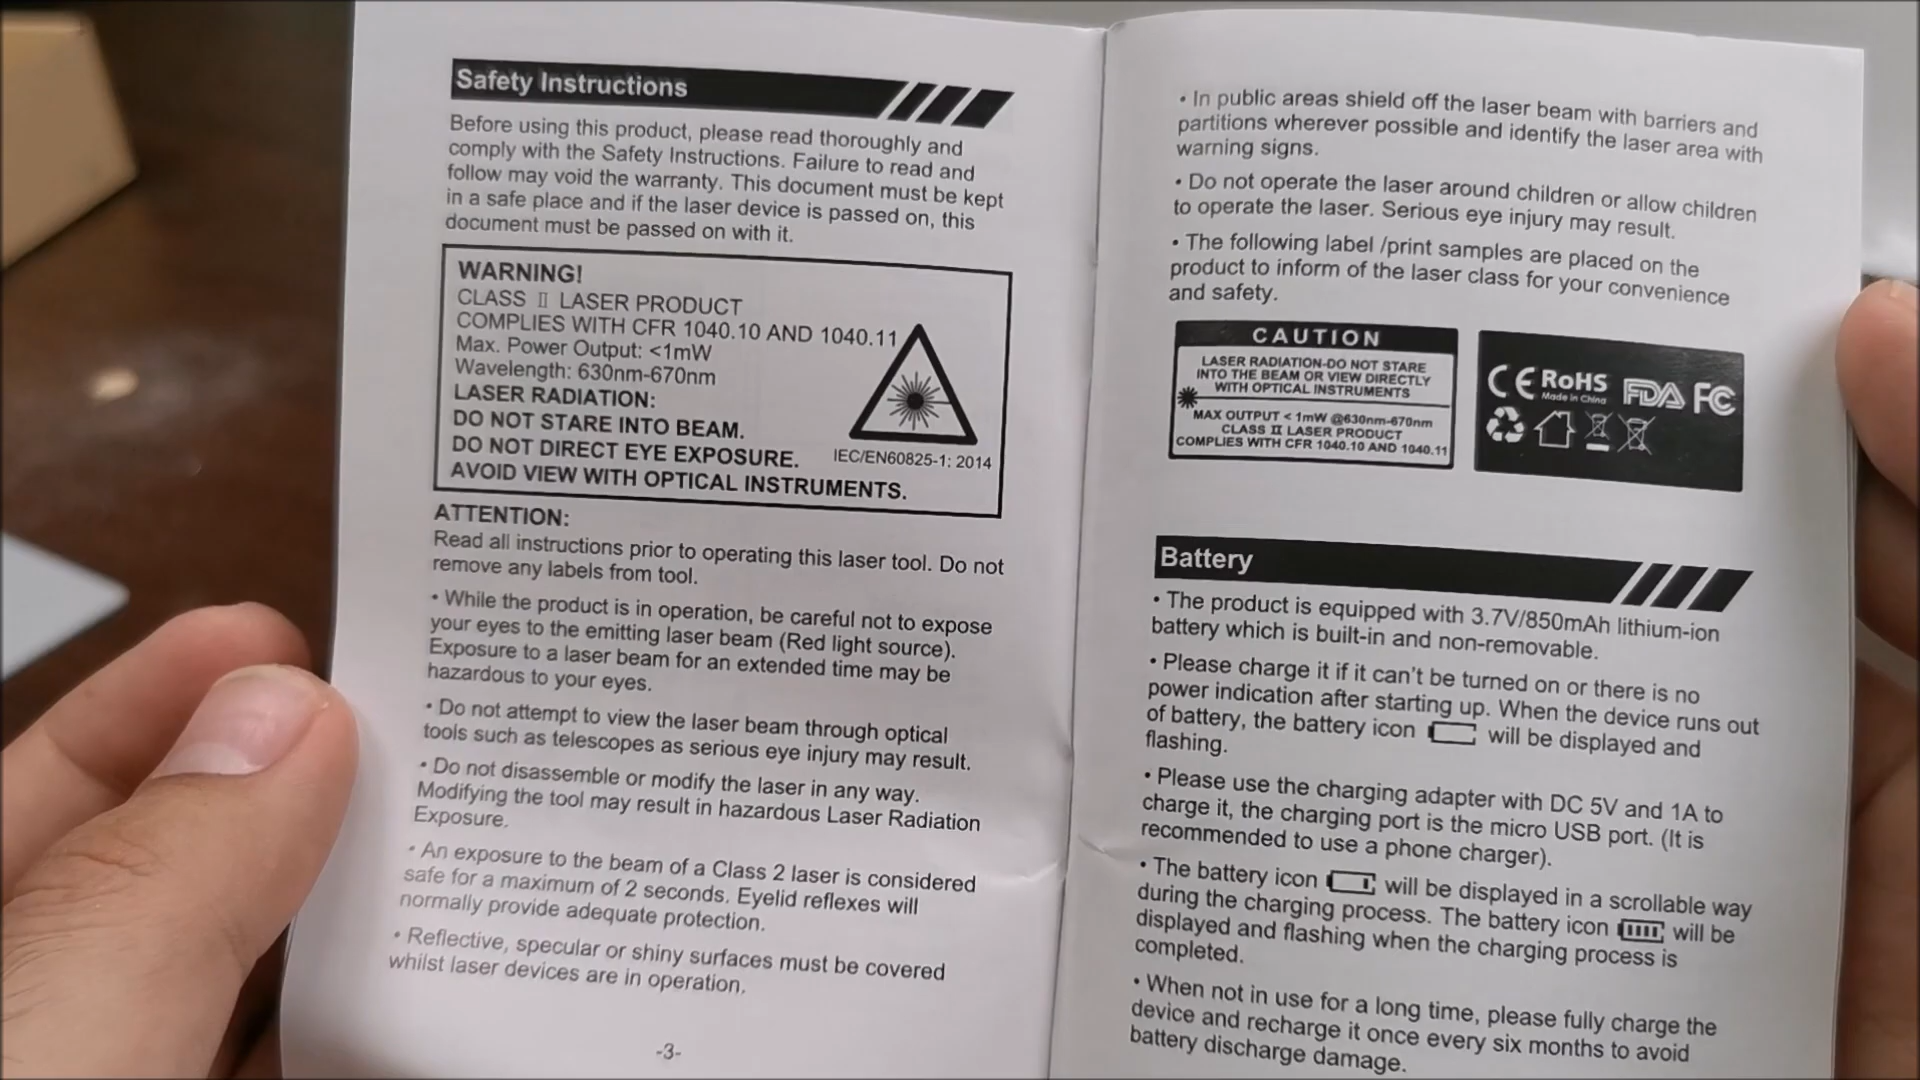 Safety Instructions
Before using this product, please read thoroughly and
comply with the Safety Instructions. Failure to read and
follow may void the warranty. This document must be kept
in a safe place and if the laser device is passed on, this
document must be passed on with it.
WARNING!
CLASS Ⅱ LASER PRODUCT
COMPLIES WITH CFR 1040.10 AND 1040.11
Max. Power Output: <1mW
Wavelength: 630nm-670nm
LASER RADIATION:
DO NOT STARE INTO BEAM.
DO NOT DIRECT EYE EXPOSURE.
IEC/EN60825-1: 2014
AVOID VIEW WITH OPTICAL INSTRUMENTS.
ATTENTION:
Read all instructions prior to operating this laser tool. Do not
remove any labels from tool.
• While the product is in operation, be careful not to expose
your eyes to the emitting laser beam (Red light source).
Exposure to a laser beam for an extended time may be
hazardous to your eyes.
• Do not attempt to view the laser beam through optical
tools such as telescopes as serious eye injury may result.
• Do not disassemble or modify the laser in any way.
Modifying the tool may result in hazardous Laser Radiation
Exposure.
• An exposure to the beam of a Class 2 laser is considered
safe for a maximum of 2 seconds. Eyelid reflexes will
normally provide adequate protection.
• Reflective, specular or shiny surfaces must be covered
whilst laser devices are in operation.
-3-
• In public areas shield off the laser beam with barriers and
partitions wherever possible and identify the laser area with
warning signs.
• Do not operate the laser around children or allow children
to operate the laser. Serious eye injury may result.
• The following label /print samples are placed on the
product to inform of the laser class for your convenience
and safety.
CAUTION
LASER RADIATION-DO NOT STARE
INTO THE BEAM OR VIEW DIRECTLY
WITH OPTICAL INSTRUMENTS
MAX OUTPUT < 1mW @630nm-670nm
CLASS Ⅱ LASER PRODUCT
COMPLIES WITH CFR 1040.10 AND 1040.11
CE RoHS FDA FC
Made in China
Battery
• The product is equipped with 3.7V/850mAh lithium-ion
battery which is built-in and non-removable.
• Please charge it if it can't be turned on or there is no
power indication after starting up. When the device runs out
of battery, the battery icon will be displayed and
flashing.
• Please use the charging adapter with DC 5V and 1A to
charge it, the charging port is the micro USB port. (It is
recommended to use a phone charger).
• The battery icon will be displayed in a scrollable way
during the charging process. The battery icon will be
displayed and flashing when the charging process is
completed.
• When not in use for a long time, please fully charge the
device and recharge it once every six months to avoid
battery discharge damage.